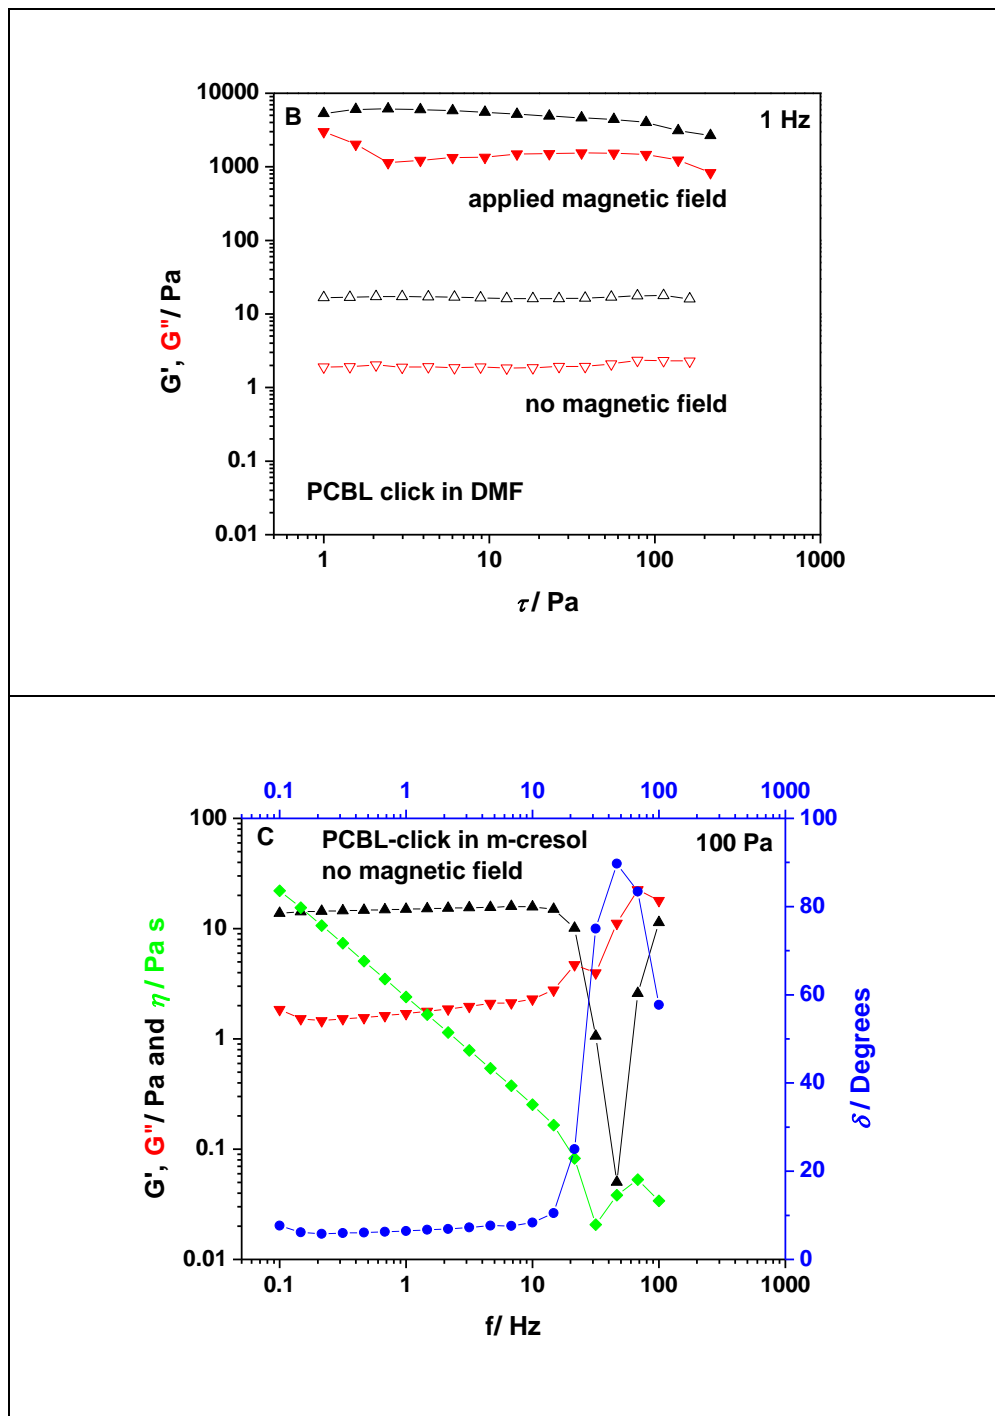 B
1 Hz
10000
1000
100
10
1
0.1
0.01
G', G"/ Pa
applied magnetic field
no magnetic field
PCBL click in DMF
1 10 100 1000
τ/ Pa
0.1 1 10 100 1000
C
PCBL-click in m-cresol
no magnetic field
100 Pa
100
10
1
0.1
0.01
G', G"/ Pa and η/ Pa s
100
80
60
40
20
0
δ/ Degrees
0.1 1 10 100 1000
f/ Hz